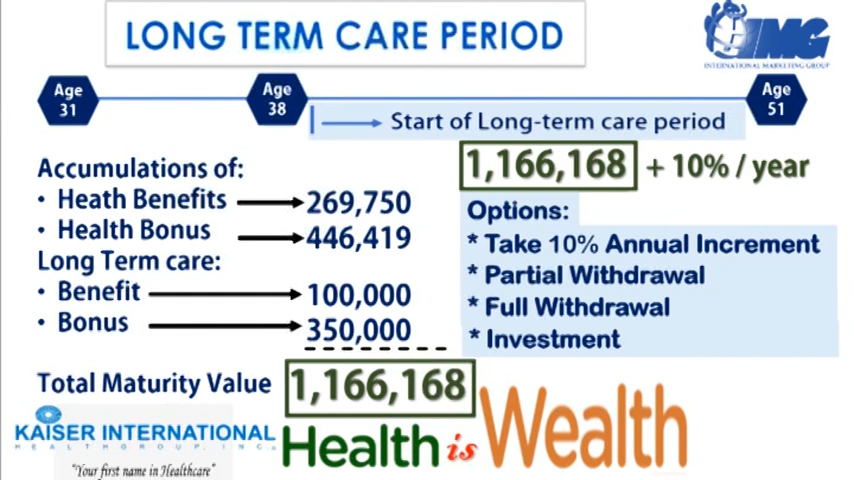 LONG TERM CARE PERIOD
IMG
INTERNATIONAL MARKETING GROUP
Age 31
Age 38
Age 51
Start of Long-term care period
Accumulations of:
• Heath Benefits 269,750
• Health Bonus 446,419
Long Term care:
• Benefit 100,000
• Bonus 350,000
Total Maturity Value 1,166,168
1,166,168 + 10% / year
Options:
* Take 10% Annual Increment
* Partial Withdrawal
* Full Withdrawal
* Investment
KAISER INTERNATIONAL
HEALTHGROUP, INC.
"Your first name in Healthcare"
Health is Wealth